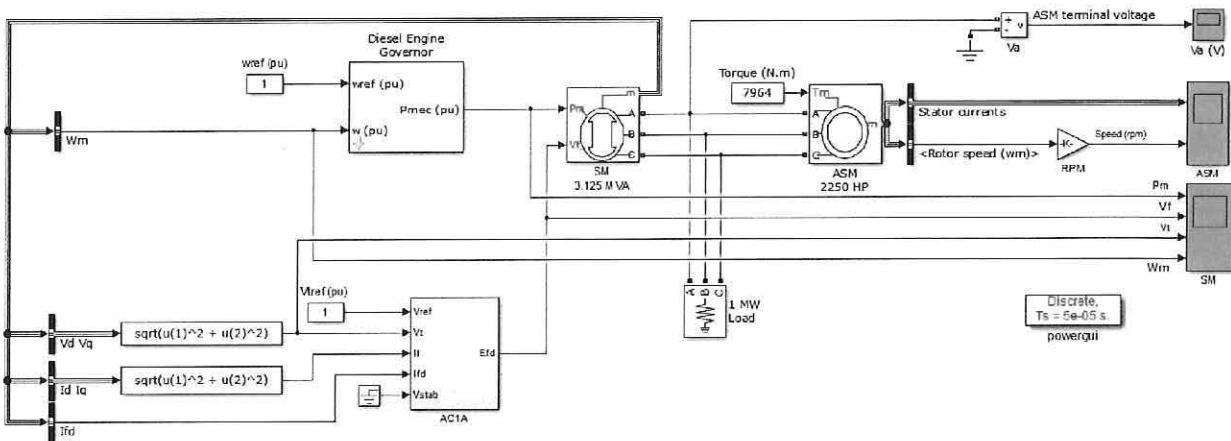 ASM terminal voltage
+
v
-
Va
Va (V)
Diesel Engine
Governor
wref (pu)
1
wref (pu)
Pmec (pu)
w (pu)
Wm
Torque (N.m)
7964
Pm
Vf
m
A
B
C
SM
3.125 MVA
Tm
A
B
C
m
ASM
2250 HP
Stator currents
<Rotor speed (wm)>
-K-
RPM
Speed (rpm)
ASM
Pm
Vf
Vt
Wm
SM
A B C
1 MW
Load
Discrete,
Ts = 5e-05 s.
powergui
Vtref (pu)
1
Vref
Vt
It
Ifd
Vstab
Efd
AC1A
Vd Vq
sqrt(u(1)^2 + u(2)^2)
Id Iq
sqrt(u(1)^2 + u(2)^2)
Ifd